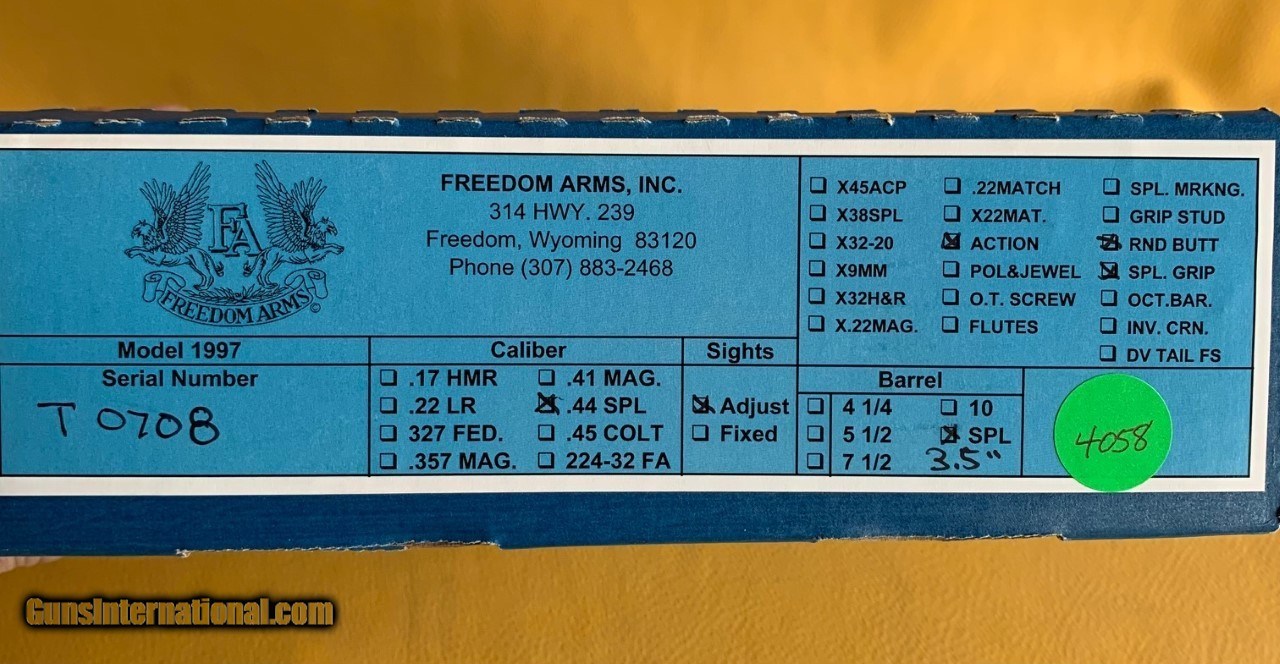 FREEDOM ARMS, INC.
314 HWY. 239
Freedom, Wyoming 83120
Phone (307) 883-2468
FA
FREEDOM ARMS
©
Model 1997
Serial Number
T 0708
Caliber
.17 HMR
.22 LR
327 FED.
.357 MAG.
.41 MAG.
.44 SPL
.45 COLT
224-32 FA
Sights
Adjust
Fixed
X45ACP
X38SPL
X32-20
X9MM
X32H&R
X.22MAG.
.22MATCH
X22MAT.
ACTION
POL&JEWEL
O.T. SCREW
FLUTES
SPL. MRKNG.
GRIP STUD
RND BUTT
SPL. GRIP
OCT.BAR.
INV. CRN.
DV TAIL FS
Barrel
4 1/4
5 1/2
7 1/2
10
SPL
3.5"
4058
GunsInternational.com